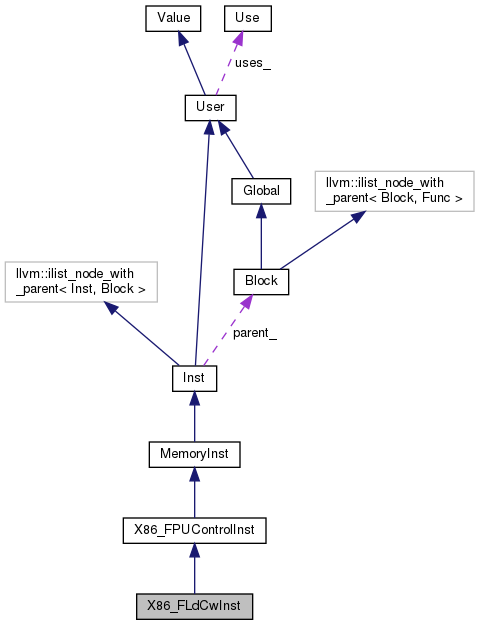 Value
Use
uses_
User
Global
llvm::ilist_node_with
_parent< Block, Func >
llvm::ilist_node_with
_parent< Inst, Block >
Block
parent_
Inst
MemoryInst
X86_FPUControlInst
X86_FLdCwInst